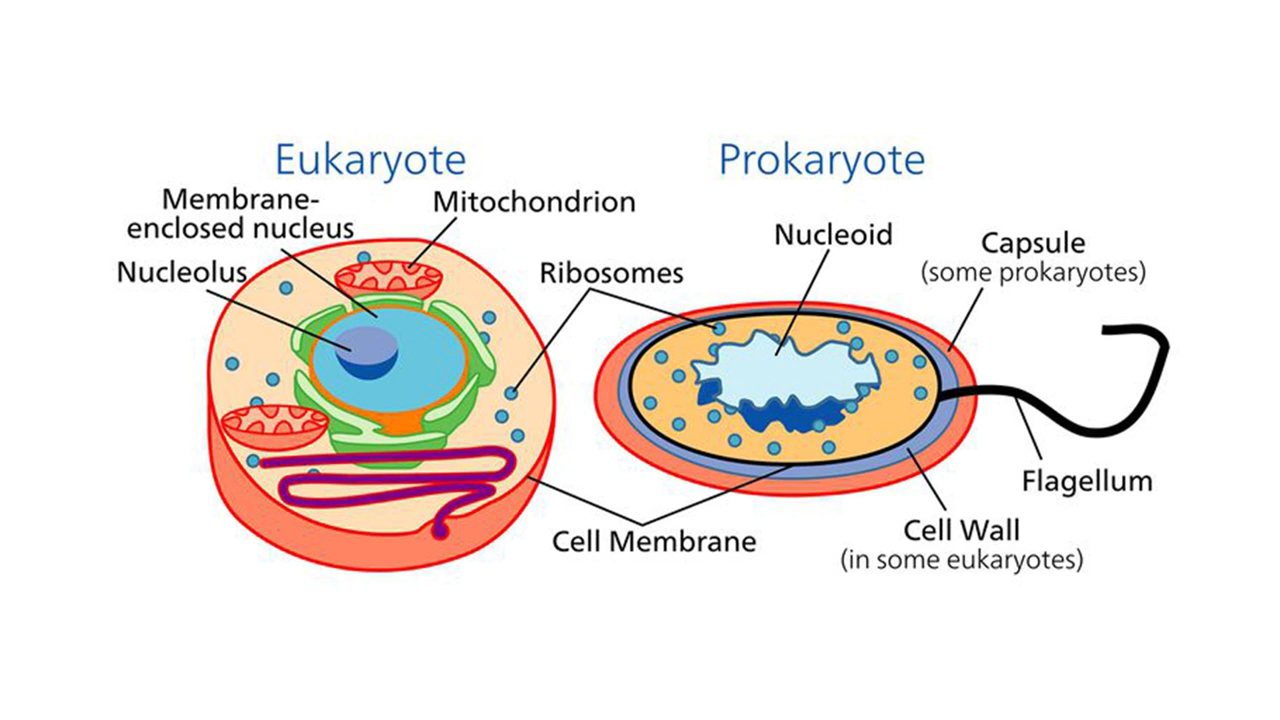 Eukaryote
Prokaryote
Membrane-
enclosed nucleus
Mitochondrion
Nucleolus
Ribosomes
Nucleoid
Capsule
(some prokaryotes)
Flagellum
Cell Membrane
Cell Wall
(in some eukaryotes)